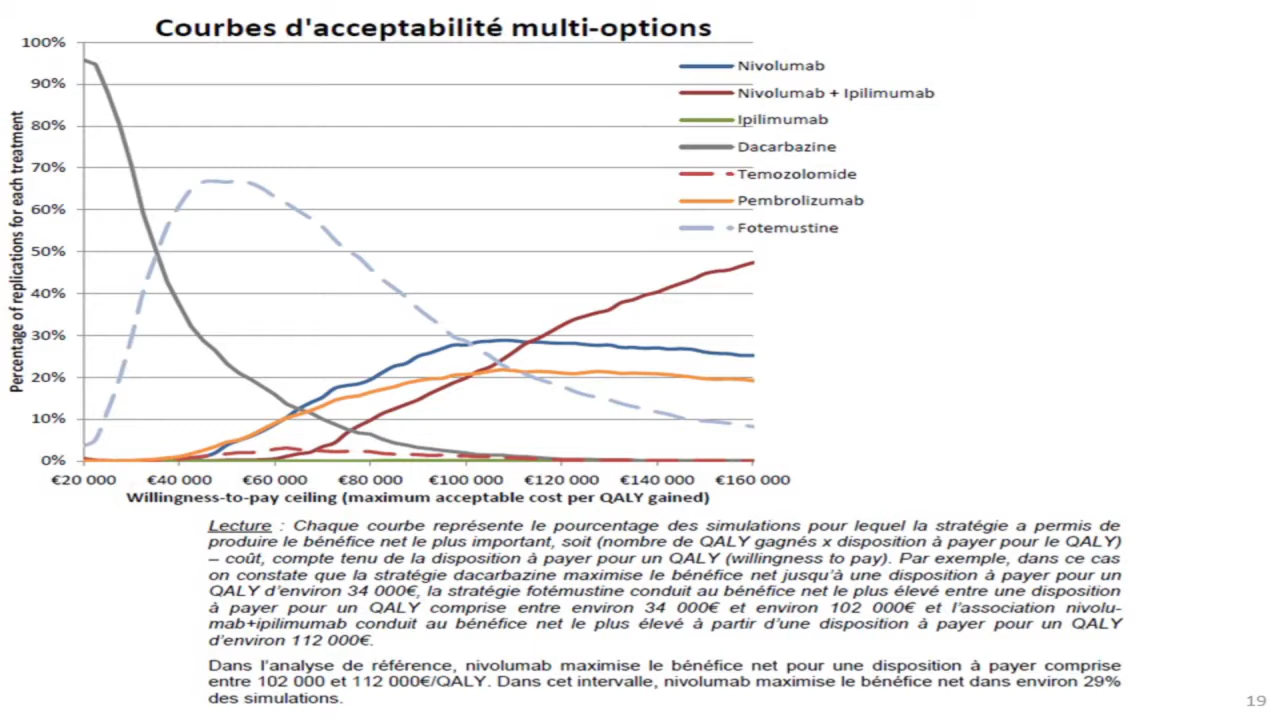 Courbes d'acceptabilité multi-options
100%
90%
80%
70%
60%
50%
40%
30%
20%
10%
0%
Percentage of replications for each treatment
Nivolumab
Nivolumab + Ipilimumab
Ipilimumab
Dacarbazine
Temozolomide
Pembrolizumab
Fotemustine
€20 000 €40 000 €60 000 €80 000 €100 000 €120 000 €140 000 €160 000
Willingness-to-pay ceiling (maximum acceptable cost per QALY gained)
Lecture : Chaque courbe représente le pourcentage des simulations pour lequel la stratégie a permis de
produire le bénéfice net le plus important, soit (nombre de QALY gagnés x disposition à payer pour le QALY)
– coût, compte tenu de la disposition à payer pour un QALY (willingness to pay). Par exemple, dans ce cas
on constate que la stratégie dacarbazine maximise le bénéfice net jusqu'à une disposition à payer pour un
QALY d'environ 34 000€, la stratégie fotémustine conduit au bénéfice net le plus élevé entre une disposition
à payer pour un QALY comprise entre environ 34 000€ et environ 102 000€ et l'association nivolu-
mab+ipilimumab conduit au bénéfice net le plus élevé à partir d'une disposition à payer pour un QALY
d'environ 112 000€.
Dans l'analyse de référence, nivolumab maximise le bénéfice net pour une disposition à payer comprise
entre 102 000 et 112 000€/QALY. Dans cet intervalle, nivolumab maximise le bénéfice net dans environ 29%
des simulations.
19